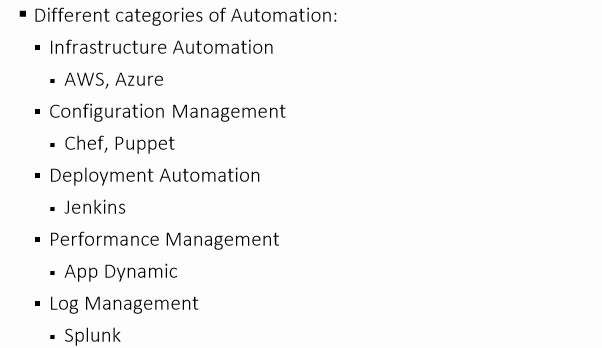 ▪ Different categories of Automation:
▪ Infrastructure Automation
▪ AWS, Azure
▪ Configuration Management
▪ Chef, Puppet
▪ Deployment Automation
▪ Jenkins
▪ Performance Management
▪ App Dynamic
▪ Log Management
▪ Splunk